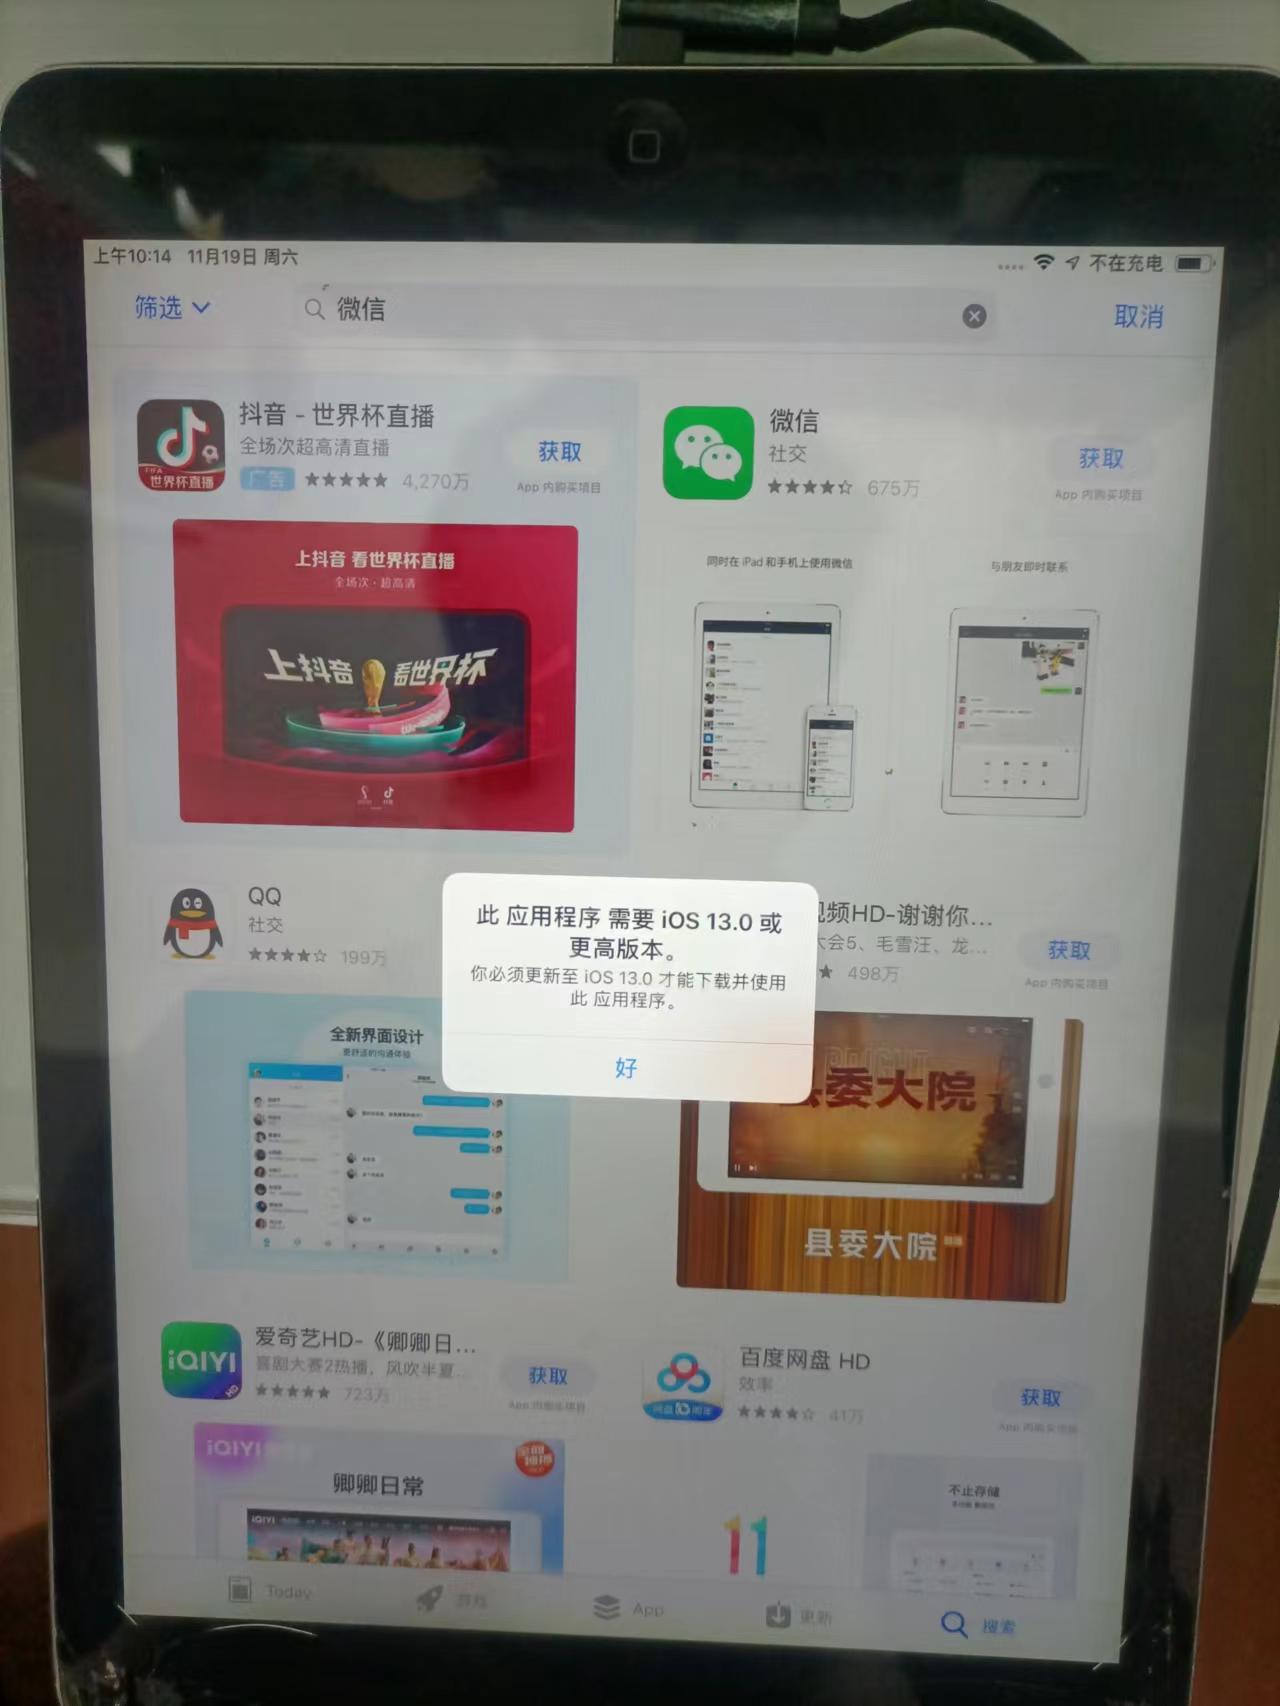 上午10:14 11月19日 周六
不在充电
筛选
微信
取消
抖音 - 世界杯直播
全场次超高清直播
广告
4,270万
获取
App 内购买项目
FIFA
世界杯直播
微信
社交
675万
获取
App 内购买项目
上抖音 看世界杯直播
全场次·超高清
上抖音 看世界杯
同时在 iPad 和手机上使用微信
与朋友即时联系
QQ
社交
199万
视频HD-谢谢你...
大会5、毛雪汪、龙...
498万
获取
App 内购买项目
此 应用程序 需要 iOS 13.0 或
更高版本。
你必须更新至 iOS 13.0 才能下载并使用
此 应用程序。
好
全新界面设计
更舒适的沟通体验
县委大院
县委大院
iQIYI
HD
爱奇艺HD-《卿卿日...
喜剧大赛2热播，风吹半夏...
723万
获取
App 内购买项目
百度网盘 HD
效率
41万
获取
App 内购买项目
iQIYI
卿卿日常
iQIYI
11
不止存储
Today
游戏
App
更新
搜索